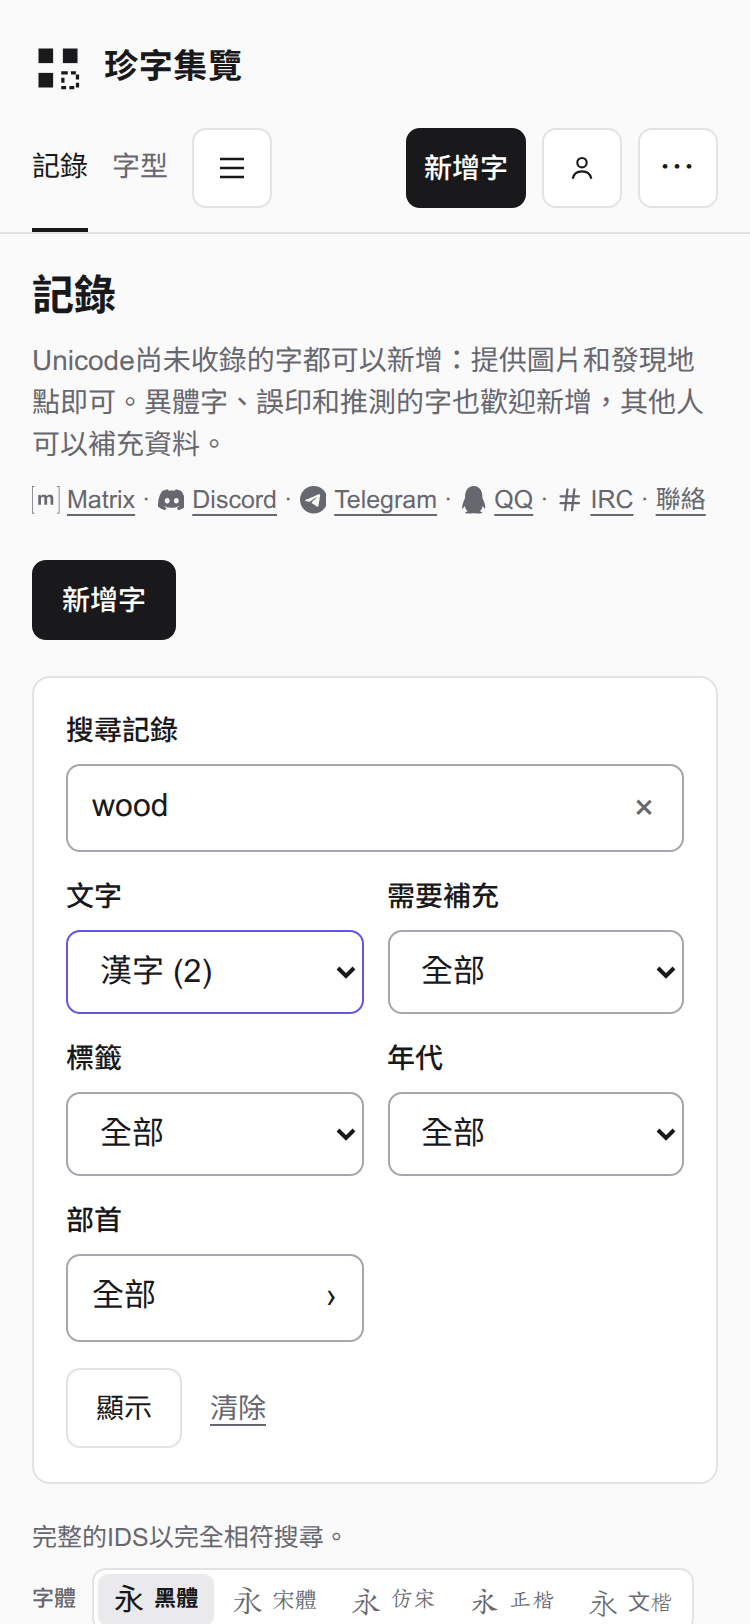 珍字集覽
記錄 字型 新增字 ···
記錄
Unicode尚未收錄的字都可以新增：提供圖片和發現地
點即可。異體字、誤印和推測的字也歡迎新增，其他人
可以補充資料。
[m] Matrix · Discord · Telegram · QQ · # IRC · 聯絡
新增字
搜尋記錄
wood ×
文字 需要補充
漢字 (2) 全部
標籤 年代
全部 全部
部首
全部 ›
顯示 清除
完整的IDS以完全相符搜尋。
字體 永 黑體 永 宋體 永 仿宋 永 正楷 永 文楷